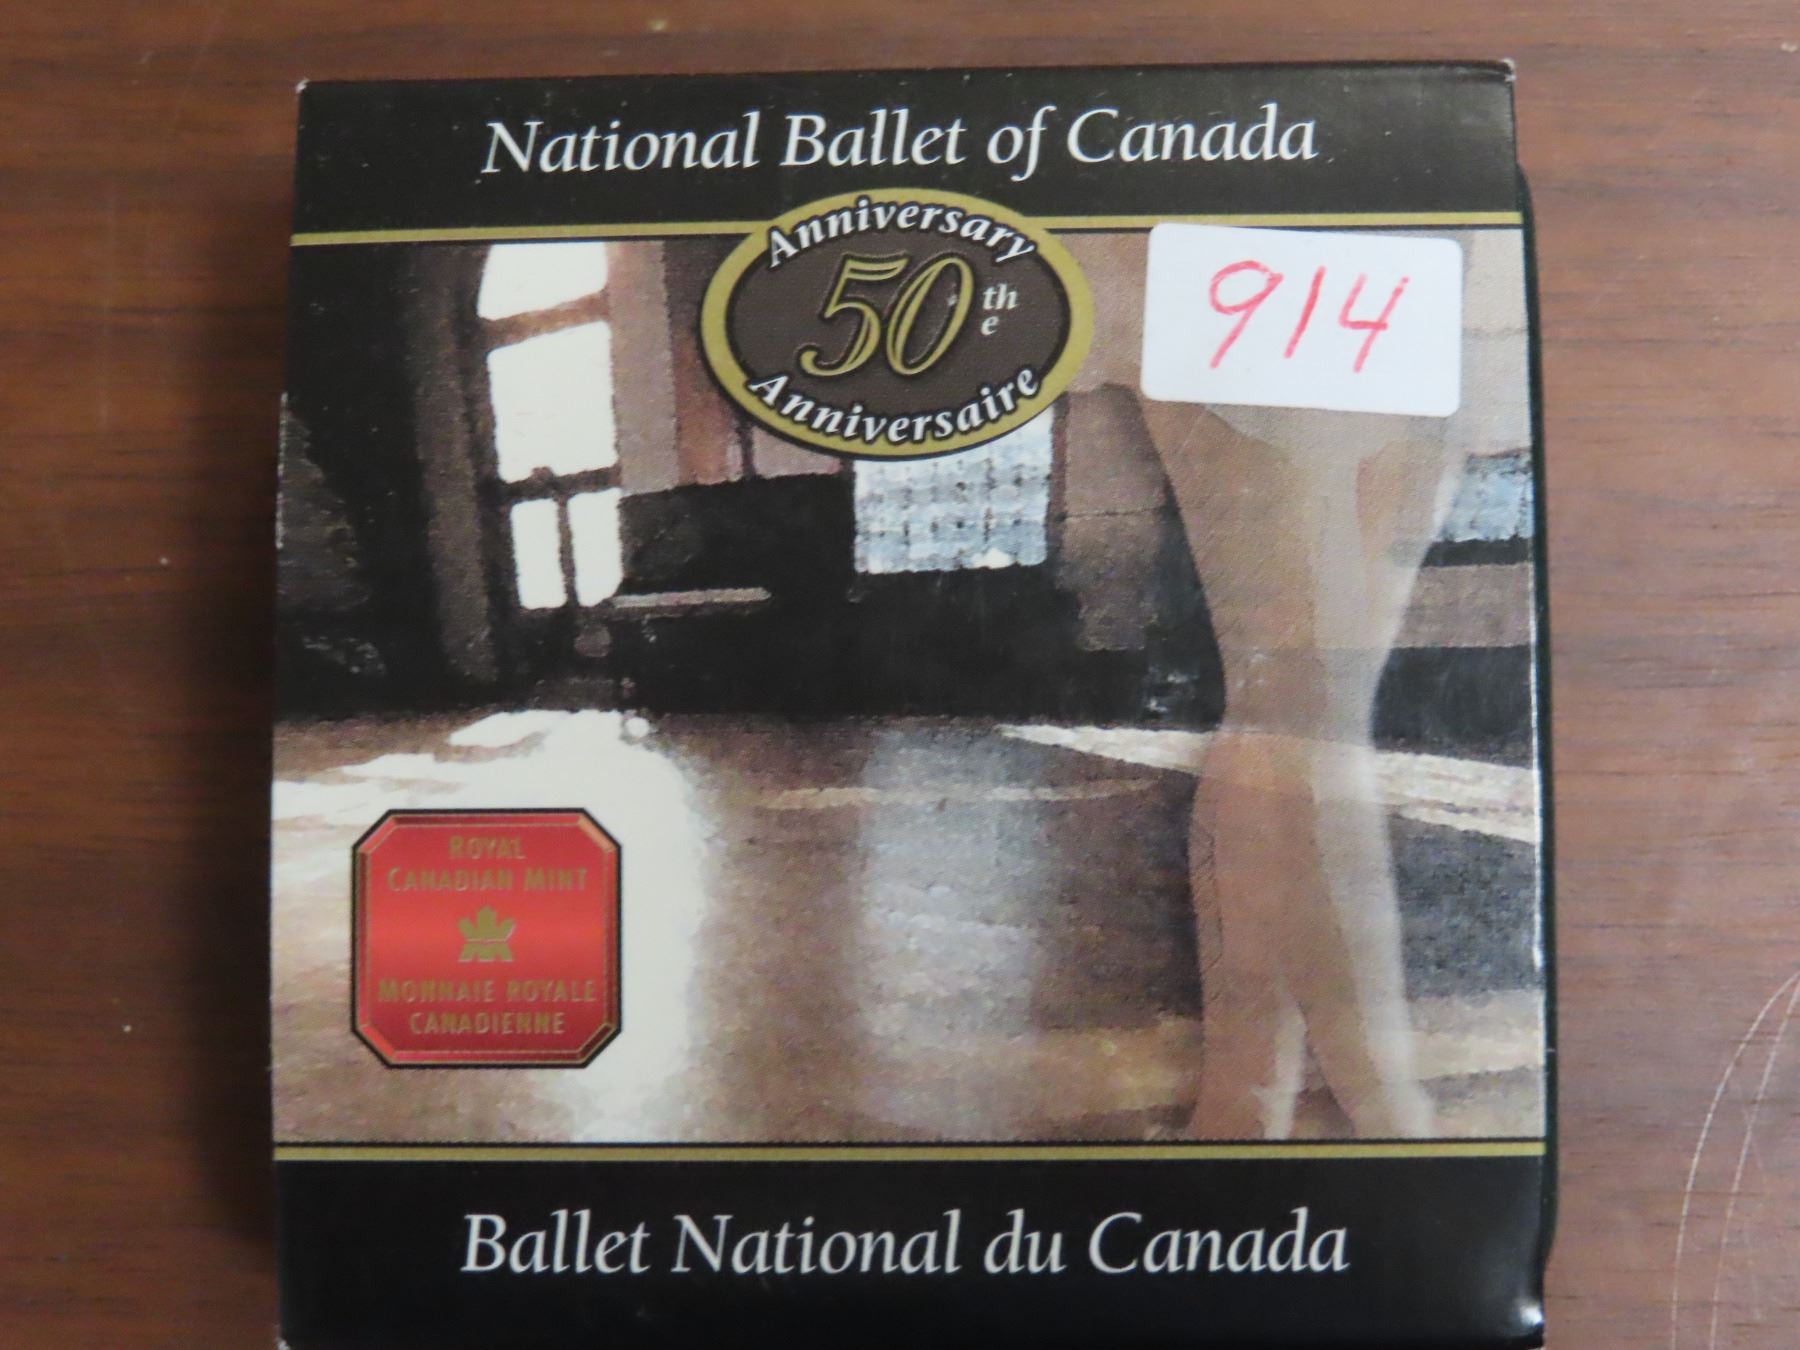 National Ballet of Canada
Anniversary
50th
e
Anniversaire
914
ROYAL
CANADIAN MINT
MONNAIE ROYALE
CANADIENNE
Ballet National du Canada